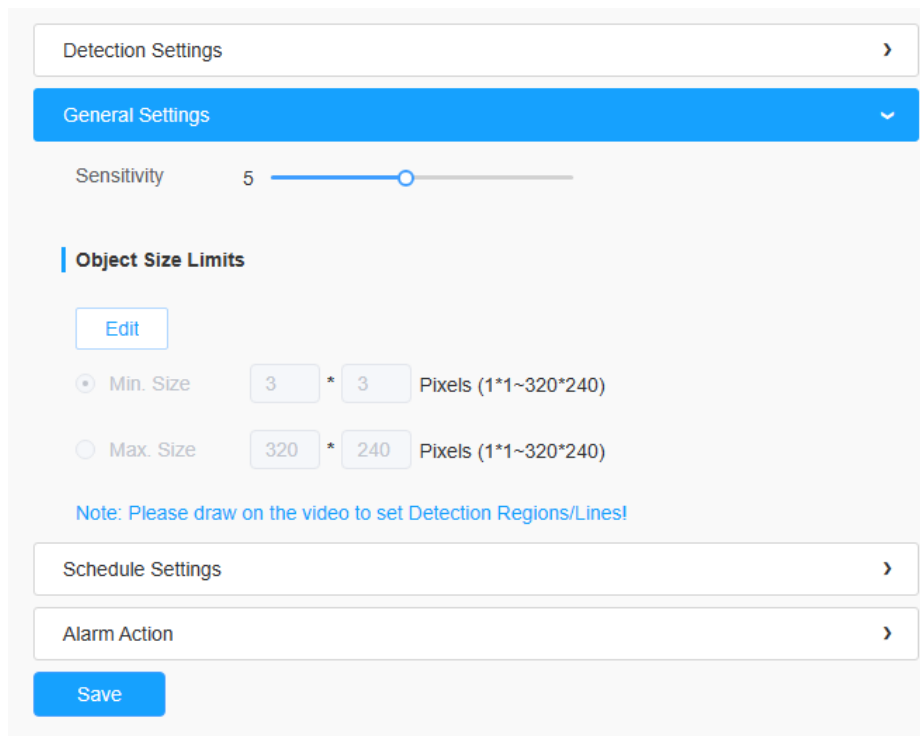 Detection Settings
General Settings
Sensitivity 5
Object Size Limits
Edit
Min. Size 3 * 3 Pixels (1*1~320*240)
Max. Size 320 * 240 Pixels (1*1~320*240)
Note: Please draw on the video to set Detection Regions/Lines!
Schedule Settings
Alarm Action
Save